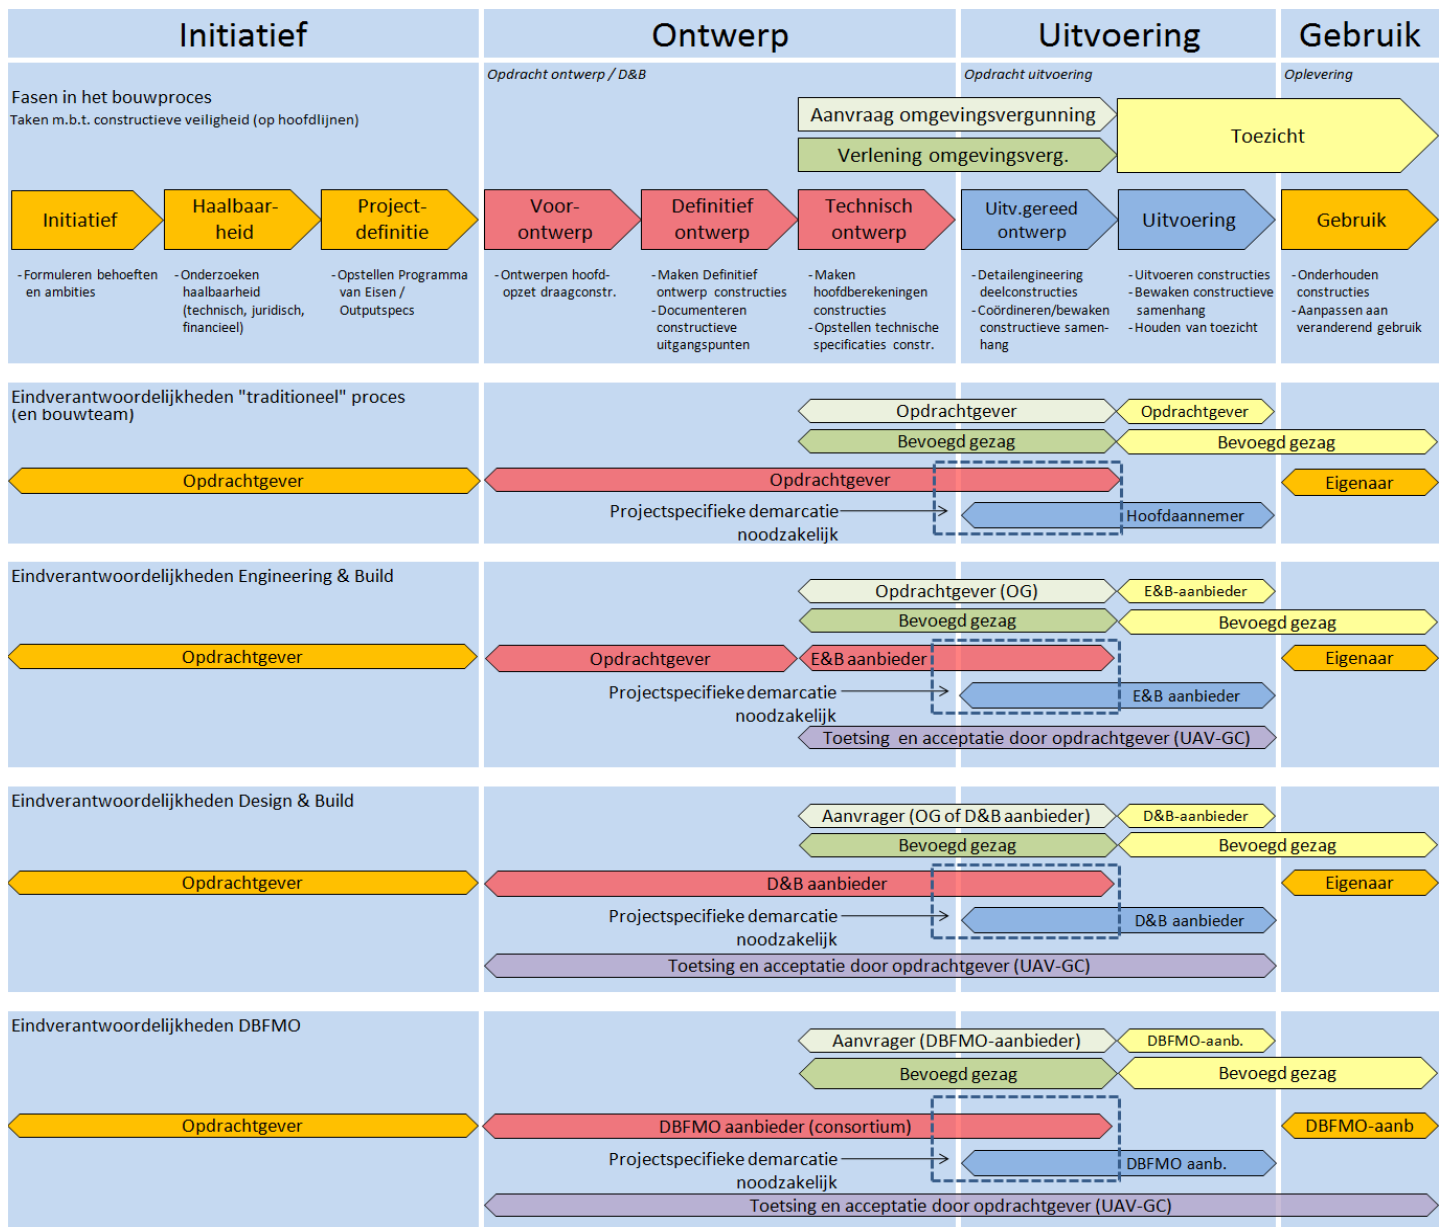 Initiatief
Ontwerp
Uitvoering
Gebruik
Opdracht ontwerp / D&B
Opdracht uitvoering
Oplevering
Fasen in het bouwproces
Taken m.b.t. constructieve veiligheid (op hoofdlijnen)
Aanvraag omgevingsvergunning
Verlening omgevingsverg.
Toezicht
Initiatief
Haalbaar-
heid
Project-
definitie
Voor-
ontwerp
Definitief
ontwerp
Technisch
ontwerp
Uitv.gereed
ontwerp
Uitvoering
Gebruik
- Formuleren behoeften
en ambities
- Onderzoeken
haalbaarheid
(technisch, juridisch,
financieel)
- Opstellen Programma
van Eisen /
Outputspecs
- Ontwerpen hoofd-
opzet draagconstr.
- Maken Definitief
ontwerp constructies
- Documenteren
constructieve
uitgangspunten
- Maken
hoofdberekeningen
constructies
- Opstellen technische
specificaties constr.
- Detailengineering
deelconstructies
- Coördineren/bewaken
constructieve samen-
hang
- Uitvoeren constructies
- Bewaken constructieve
samenhang
- Houden van toezicht
- Onderhouden
constructies
- Aanpassen aan
veranderend gebruik
Eindverantwoordelijkheden "traditioneel" proces
(en bouwteam)
Opdrachtgever
Opdrachtgever
Bevoegd gezag
Bevoegd gezag
Opdrachtgever
Opdrachtgever
Eigenaar
Projectspecifieke demarcatie
noodzakelijk
Hoofdaannemer
Eindverantwoordelijkheden Engineering & Build
Opdrachtgever (OG)
E&B-aanbieder
Bevoegd gezag
Bevoegd gezag
Opdrachtgever
Opdrachtgever
E&B aanbieder
Eigenaar
Projectspecifieke demarcatie
noodzakelijk
E&B aanbieder
Toetsing en acceptatie door opdrachtgever (UAV-GC)
Eindverantwoordelijkheden Design & Build
Aanvrager (OG of D&B aanbieder)
D&B-aanbieder
Bevoegd gezag
Bevoegd gezag
Opdrachtgever
D&B aanbieder
Eigenaar
Projectspecifieke demarcatie
noodzakelijk
D&B aanbieder
Toetsing en acceptatie door opdrachtgever (UAV-GC)
Eindverantwoordelijkheden DBFMO
Aanvrager (DBFMO-aanbieder)
DBFMO-aanb.
Bevoegd gezag
Bevoegd gezag
Opdrachtgever
DBFMO aanbieder (consortium)
DBFMO-aanb
Projectspecifieke demarcatie
noodzakelijk
DBFMO aanb.
Toetsing en acceptatie door opdrachtgever (UAV-GC)